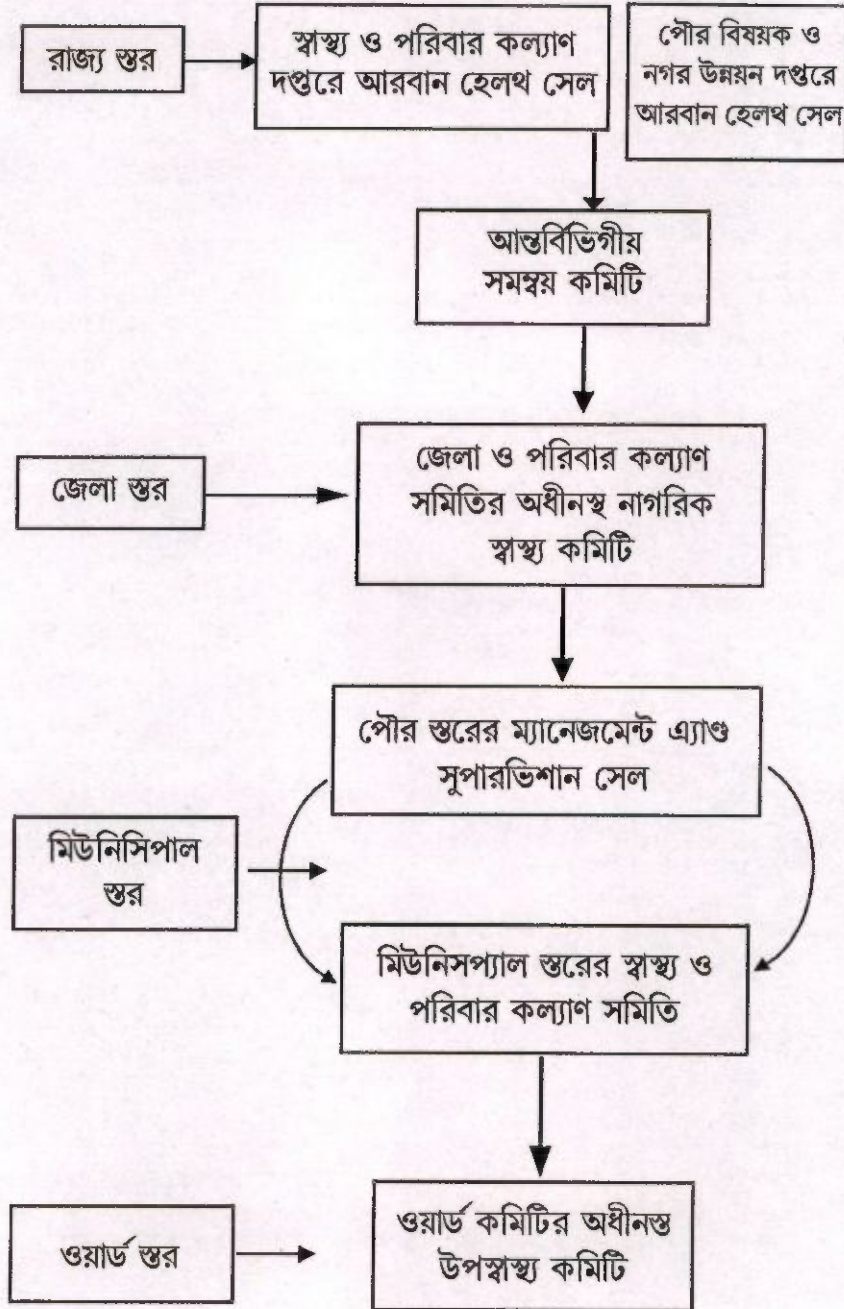 রাজ্য স্তর
স্বাস্থ্য ও পরিবার কল্যাণ
দপ্তরে আরবান হেলথ সেল
পৌর বিষয়ক ও
নগর উন্নয়ন দপ্তরে
আরবান হেলথ সেল
আন্তর্বিভিগীয়
সমন্বয় কমিটি
জেলা স্তর
জেলা ও পরিবার কল্যাণ
সমিতির অধীনস্থ নাগরিক
স্বাস্থ্য কমিটি
পৌর স্তরের ম্যানেজমেন্ট এ্যাণ্ড
সুপারভিশান সেল
মিউনিসিপাল
স্তর
মিউনিসপ্যাল স্তরের স্বাস্থ্য ও
পরিবার কল্যাণ সমিতি
ওয়ার্ড স্তর
ওয়ার্ড কমিটির অধীনস্ত
উপস্বাস্থ্য কমিটি